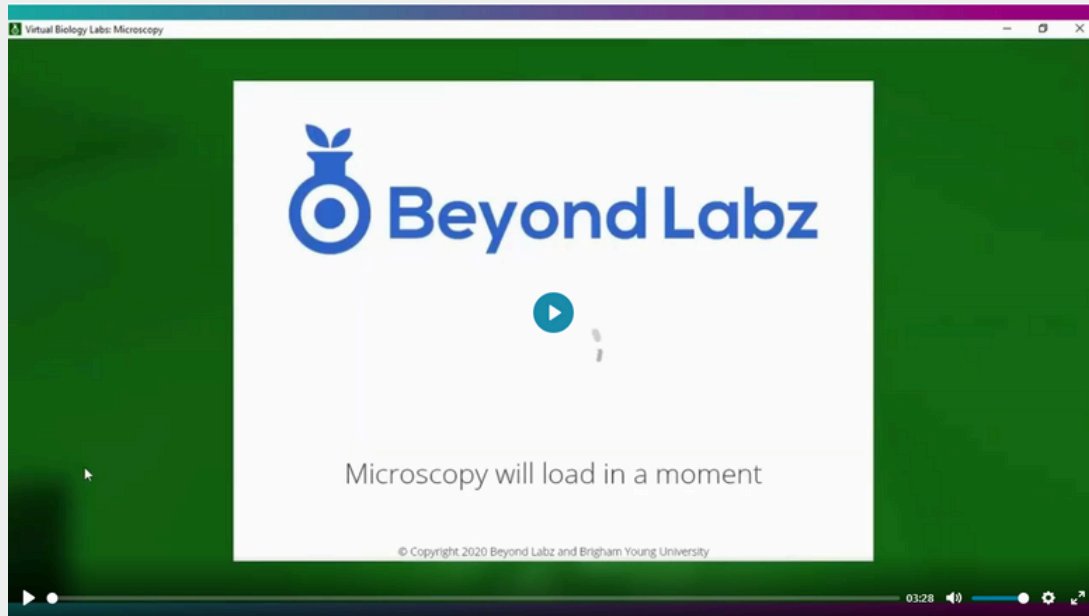 Virtual Biology Labs: Microscopy
Beyond Labz
Microscopy will load in a moment
© Copyright 2020 Beyond Labz and Brigham Young University
03:28